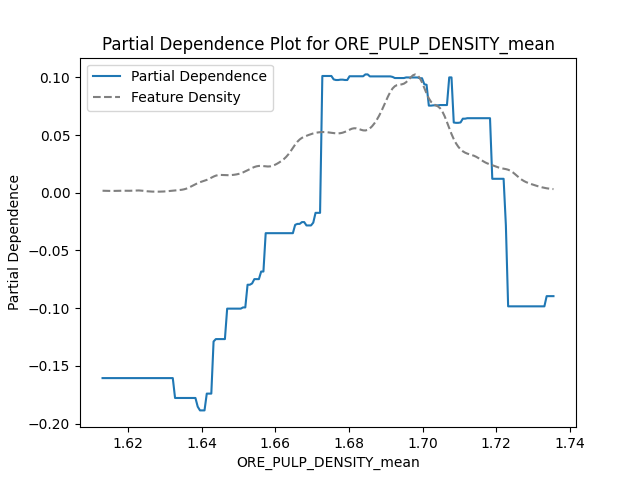 Partial Dependence Plot for ORE_PULP_DENSITY_mean
Partial Dependence
Feature Density
0.10
0.05
0.00
−0.05
−0.10
−0.15
−0.20
Partial Dependence
1.62
1.64
1.66
1.68
1.70
1.72
1.74
ORE_PULP_DENSITY_mean